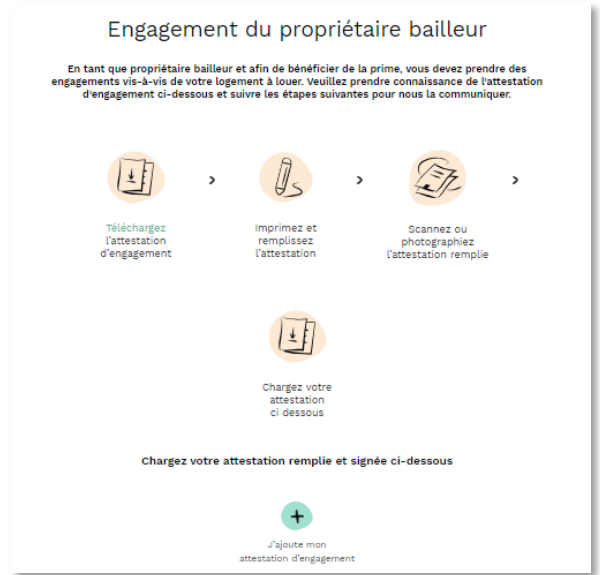 Engagement du propriétaire bailleur
En tant que propriétaire bailleur et afin de bénéficier de la prime, vous devez prendre des
engagements vis-à-vis de votre logement à louer. Veuillez prendre connaissance de l'attestation
d'engagement ci-dessous et suivre les étapes suivantes pour nous la communiquer.
Téléchargez
l'attestation
d'engagement
Imprimez et
remplissez
l'attestation
Scannez ou
photographiez
l'attestation remplie
Chargez votre
attestation
ci dessous
Chargez votre attestation remplie et signée ci-dessous
J'ajoute mon
attestation d'engagement